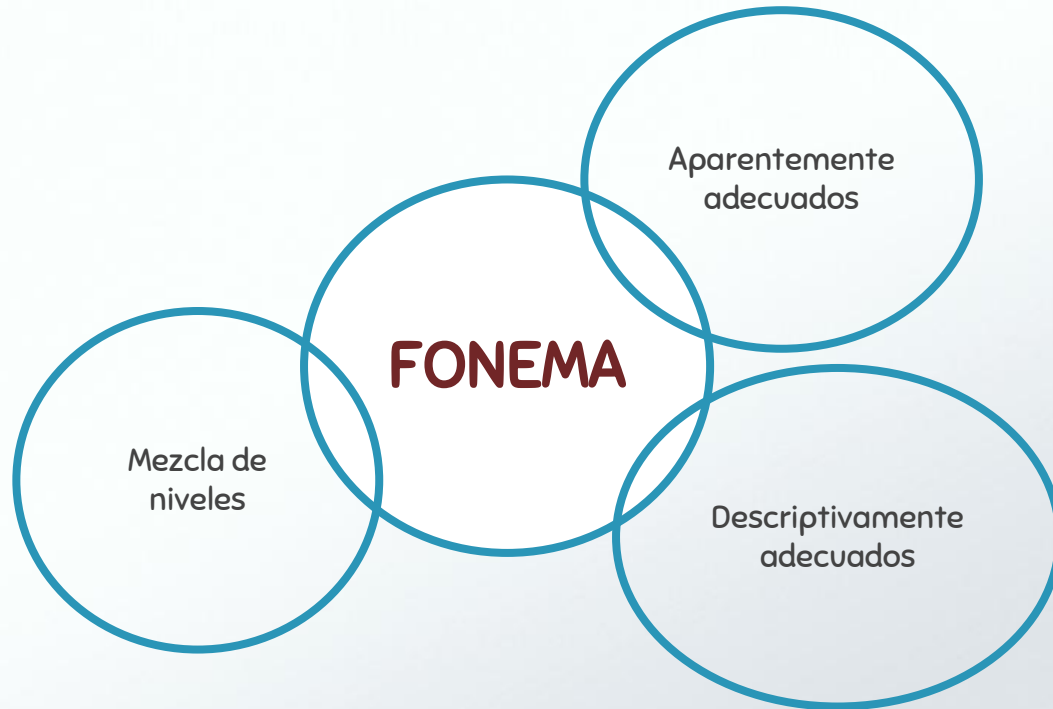 Aparentemente
adecuados
FONEMA
Mezcla de
niveles
Descriptivamente
adecuados